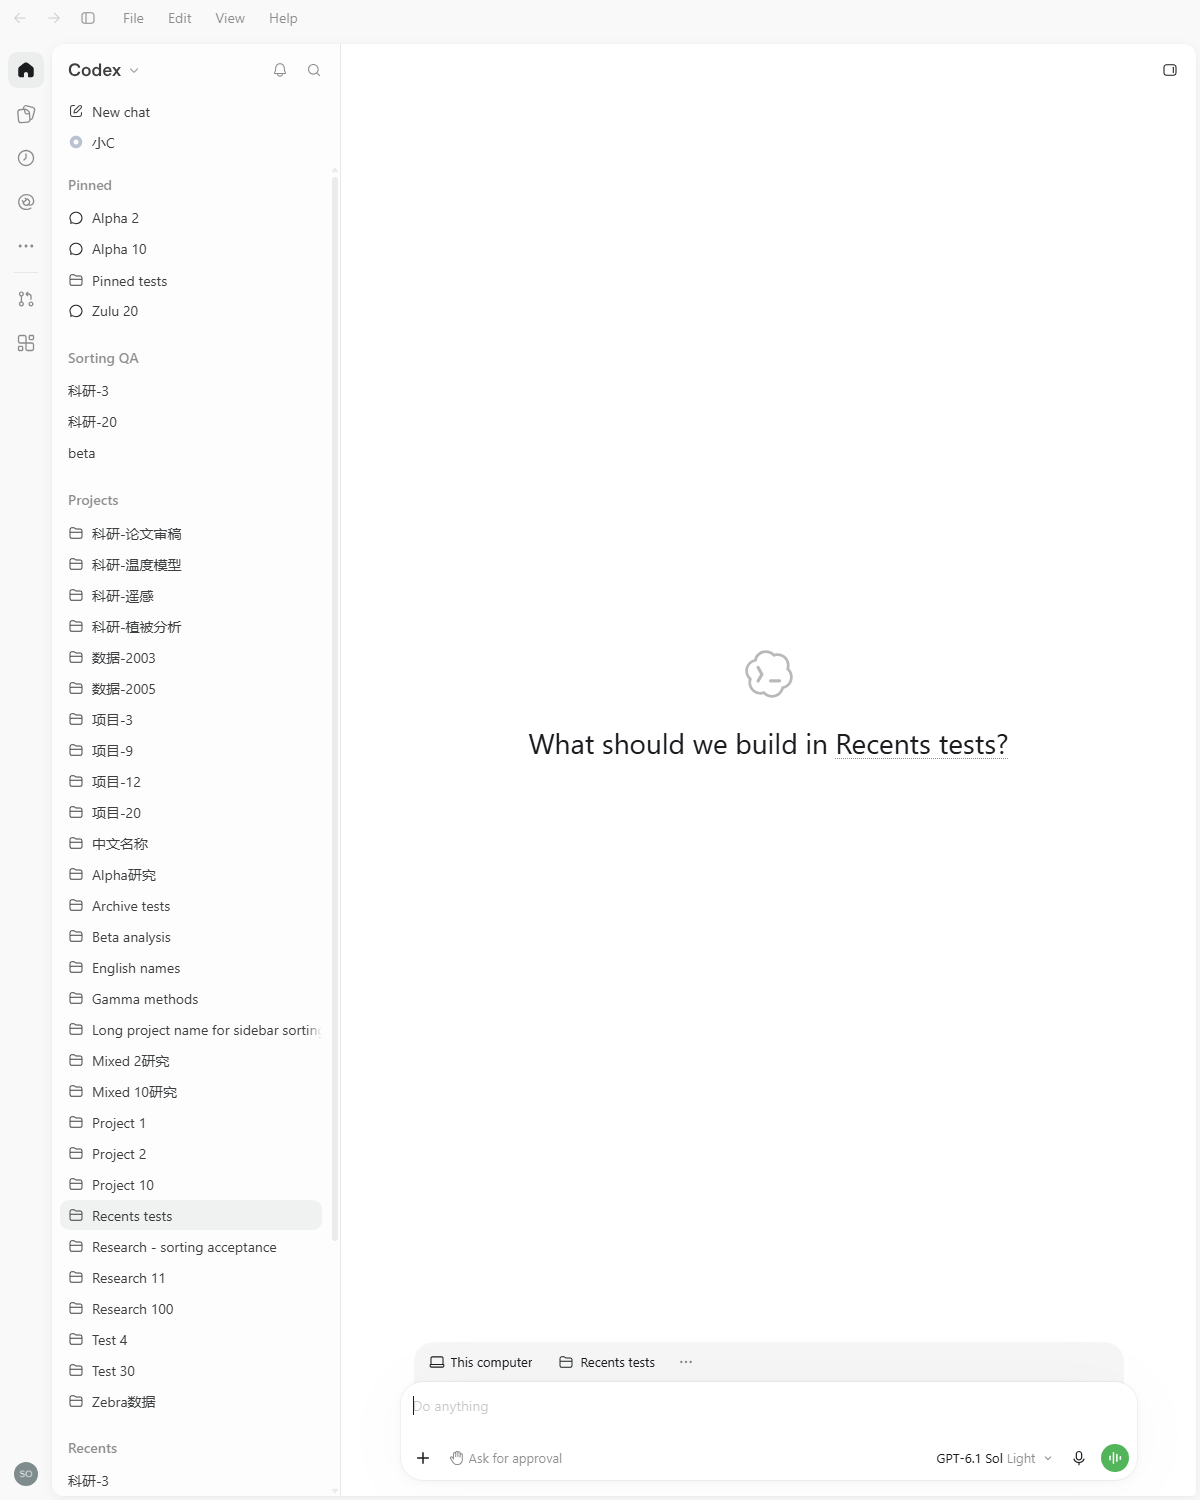 File Edit View Help
Codex
New chat
小C
Pinned
Alpha 2
Alpha 10
Pinned tests
Zulu 20
Sorting QA
科研-3
科研-20
beta
Projects
科研-论文审稿
科研-温度模型
科研-遥感
科研-植被分析
数据-2003
数据-2005
项目-3
项目-9
项目-12
项目-20
中文名称
Alpha研究
Archive tests
Beta analysis
English names
Gamma methods
Long project name for sidebar sorting
Mixed 2研究
Mixed 10研究
Project 1
Project 2
Project 10
Recents tests
Research - sorting acceptance
Research 11
Research 100
Test 4
Test 30
Zebra数据
Recents
科研-3
SO
What should we build in Recents tests?
This computer Recents tests
Do anything
Ask for approval GPT-6.1 Sol Light